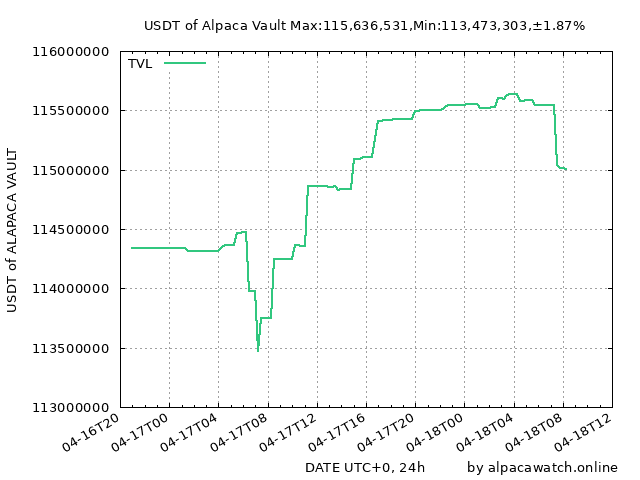 USDT of Alpaca Vault Max:115,636,531,Min:113,473,303,±1.87%
TVL
USDT of ALAPACA VAULT
116000000
115500000
115000000
114500000
114000000
113500000
113000000
04-16T20
04-17T00
04-17T04
04-17T08
04-17T12
04-17T16
04-17T20
04-18T00
04-18T04
04-18T08
04-18T12
DATE UTC+0, 24h
by alpacawatch.online